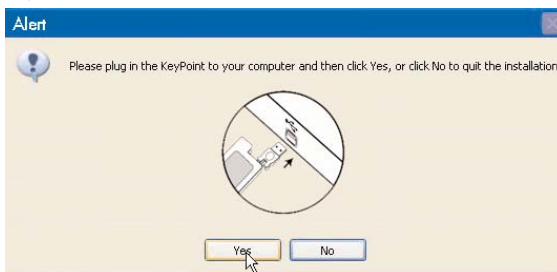 Alert
Please plug in the KeyPoint to your computer and then click Yes, or click No to quit the installation
Yes
No